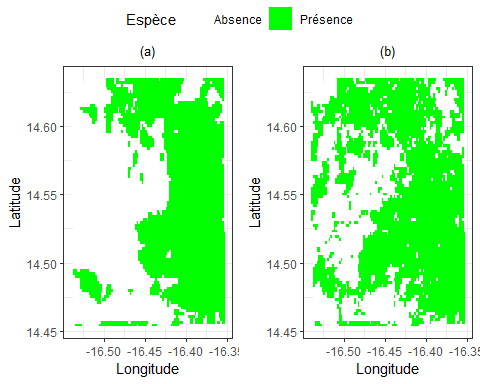 Espèce Absence Présence
(a) (b)
14.60 14.60
14.55 14.55
14.50 14.50
14.45 14.45
Latitude Latitude
-16.50 -16.45 -16.40 -16.35 -16.50 -16.45 -16.40 -16.35
Longitude Longitude